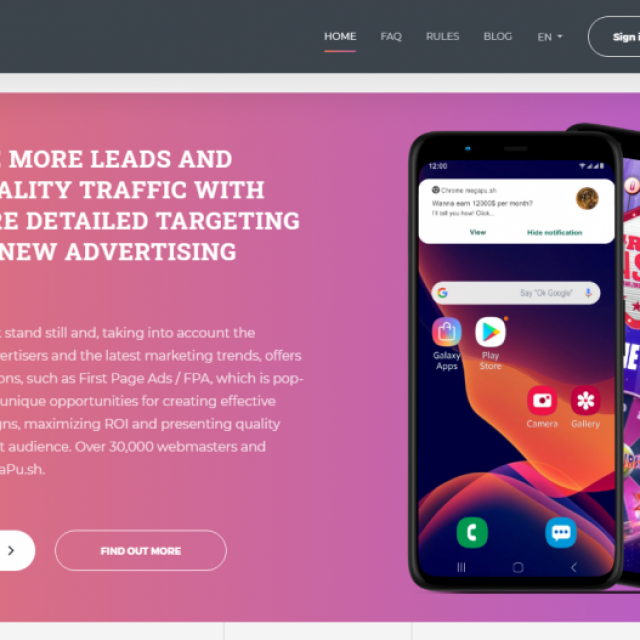 HOME FAQ RULES BLOG EN Sign i
MORE LEADS AND
ALITY TRAFFIC WITH
RE DETAILED TARGETING
NEW ADVERTISING
stand still and, taking into account the
ertisers and the latest marketing trends, offers
ons, such as First Page Ads / FPA, which is pop-
unique opportunities for creating effective
gns, maximizing ROI and presenting quality
t audience. Over 30,000 webmasters and
aPu.sh.
FIND OUT MORE
12:00
Chrome megapu.sh
Wanna earn 12000$ per month?
I'll tell you how! Click...
View Hide notification
G Say "Ok Google"
Galaxy Apps
Play Store
Camera Gallery